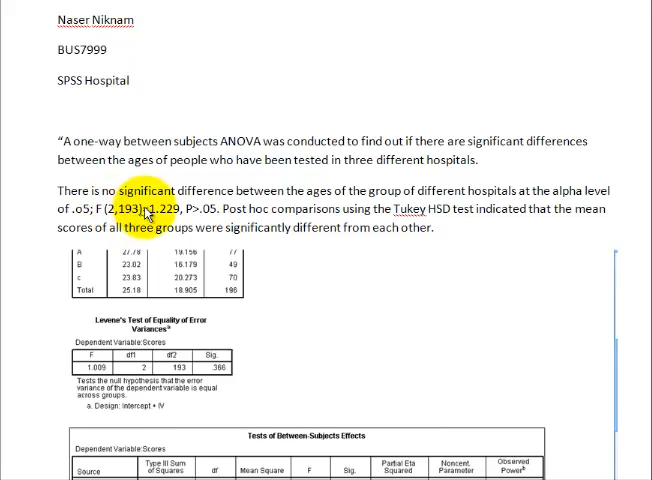 Naser Niknam
BUS7999
SPSS Hospital
“A one-way between subjects ANOVA was conducted to find out if there are significant differences
between the ages of people who have been tested in three different hospitals.
There is no significant difference between the ages of the group of different hospitals at the alpha level
of .o5; F (2,193)=1.229, P>.05. Post hoc comparisons using the Tukey HSD test indicated that the mean
scores of all three groups were significantly different from each other.
A 27.78 19.156 77
B 23.02 16.179 49
c 23.83 20.273 70
Total 25.18 18.905 196
Levene's Test of Equality of Error
Variancesa
Dependent Variable:Scores
F df1 df2 Sig.
1.009 2 193 .366
Tests the null hypothesis that the error
variance of the dependent variable is equal
across groups.
a. Design: Intercept + IV
Tests of Between-Subjects Effects
Dependent Variable:Scores
Source Type III Sum of Squares df Mean Square F Sig. Partial Eta Squared Noncent. Parameter Observed Powerb